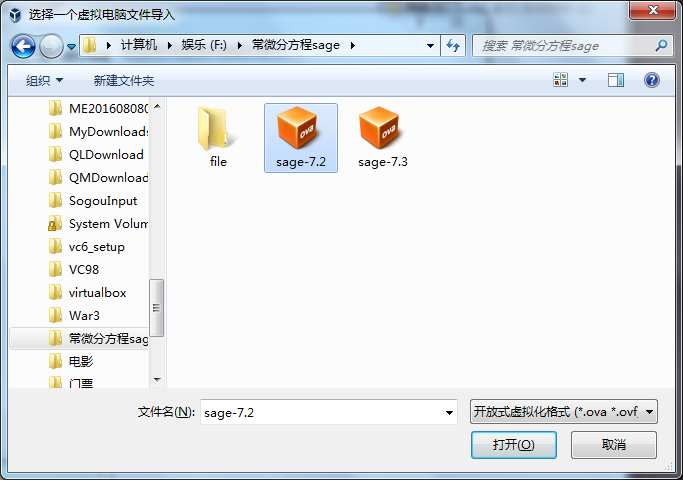 选择一个虚拟电脑文件导入
计算机 娱乐 (F:) 常微分方程sage
搜索 常微分方程sage
组织 新建文件夹
ME201608080
MyDownloads
QLDownload
QMDownload
SogouInput
System Volum
vc6_setup
VC98
virtualbox
War3
常微分方程sag
电影
门票
file
ova
sage-7.2
ova
sage-7.3
文件名(N):
sage-7.2
开放式虚拟化格式 (*.ova *.ovf
打开(O)
取消